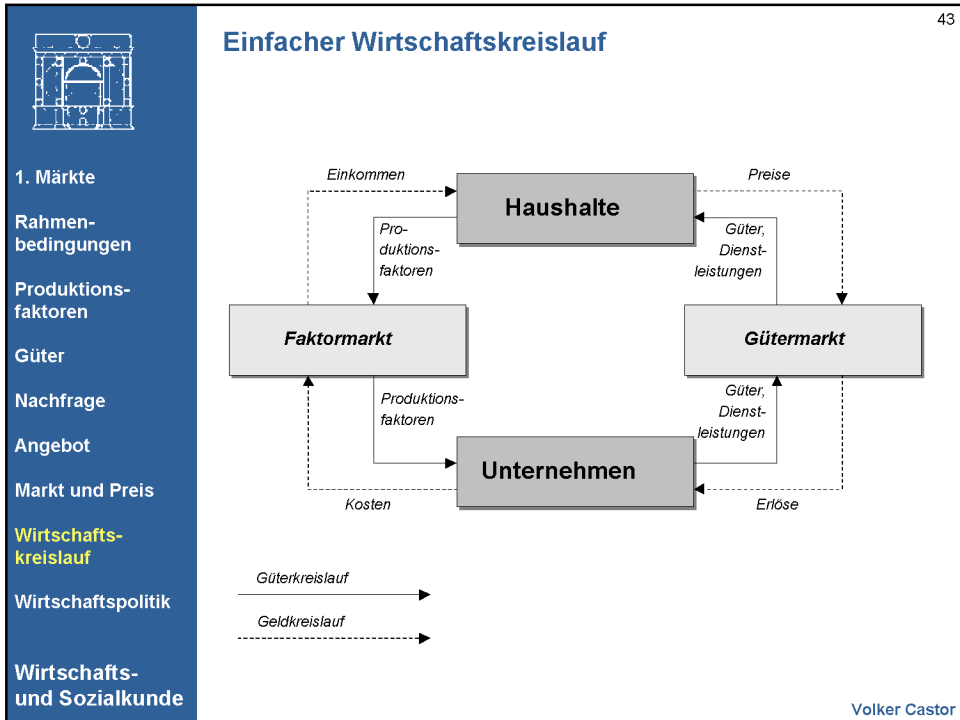 43
Einfacher Wirtschaftskreislauf
1. Märkte
Rahmen-
bedingungen
Produktions-
faktoren
Güter
Nachfrage
Angebot
Markt und Preis
Wirtschafts-
kreislauf
Wirtschaftspolitik
Wirtschafts-
und Sozialkunde
Einkommen
Haushalte
Preise
Pro-
duktions-
faktoren
Güter,
Dienst-
leistungen
Faktormarkt
Gütermarkt
Produktions-
faktoren
Güter,
Dienst-
leistungen
Unternehmen
Kosten
Erlöse
Güterkreislauf
Geldkreislauf
Volker Castor